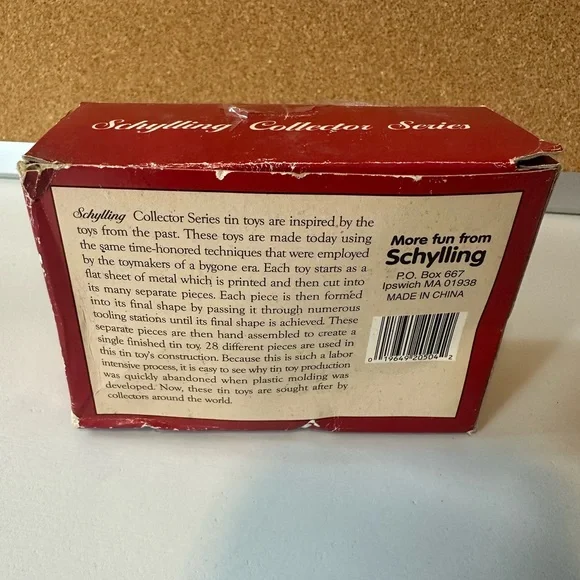 Schylling Collector Series
Schylling Collector Series tin toys are inspired by the
toys from the past. These toys are made today using
the same time-honored techniques that were employed
by the toymakers of a bygone era. Each toy starts as a
flat sheet of metal which is printed and then cut into
its many separate pieces. Each piece is then formed
into its final shape by passing it through numerous
tooling stations until its final shape is achieved. These
separate pieces are then hand assembled to create a
single finished tin toy. 28 different pieces are used in
this tin toy's construction. Because this is such a labor
intensive process, it is easy to see why tin toy production
was quickly abandoned when plastic molding was
developed. Now, these tin toys are sought after by
collectors around the world.
More fun from
Schylling
P.O. Box 667
Ipswich MA 01938
MADE IN CHINA
0 19649 20504 2